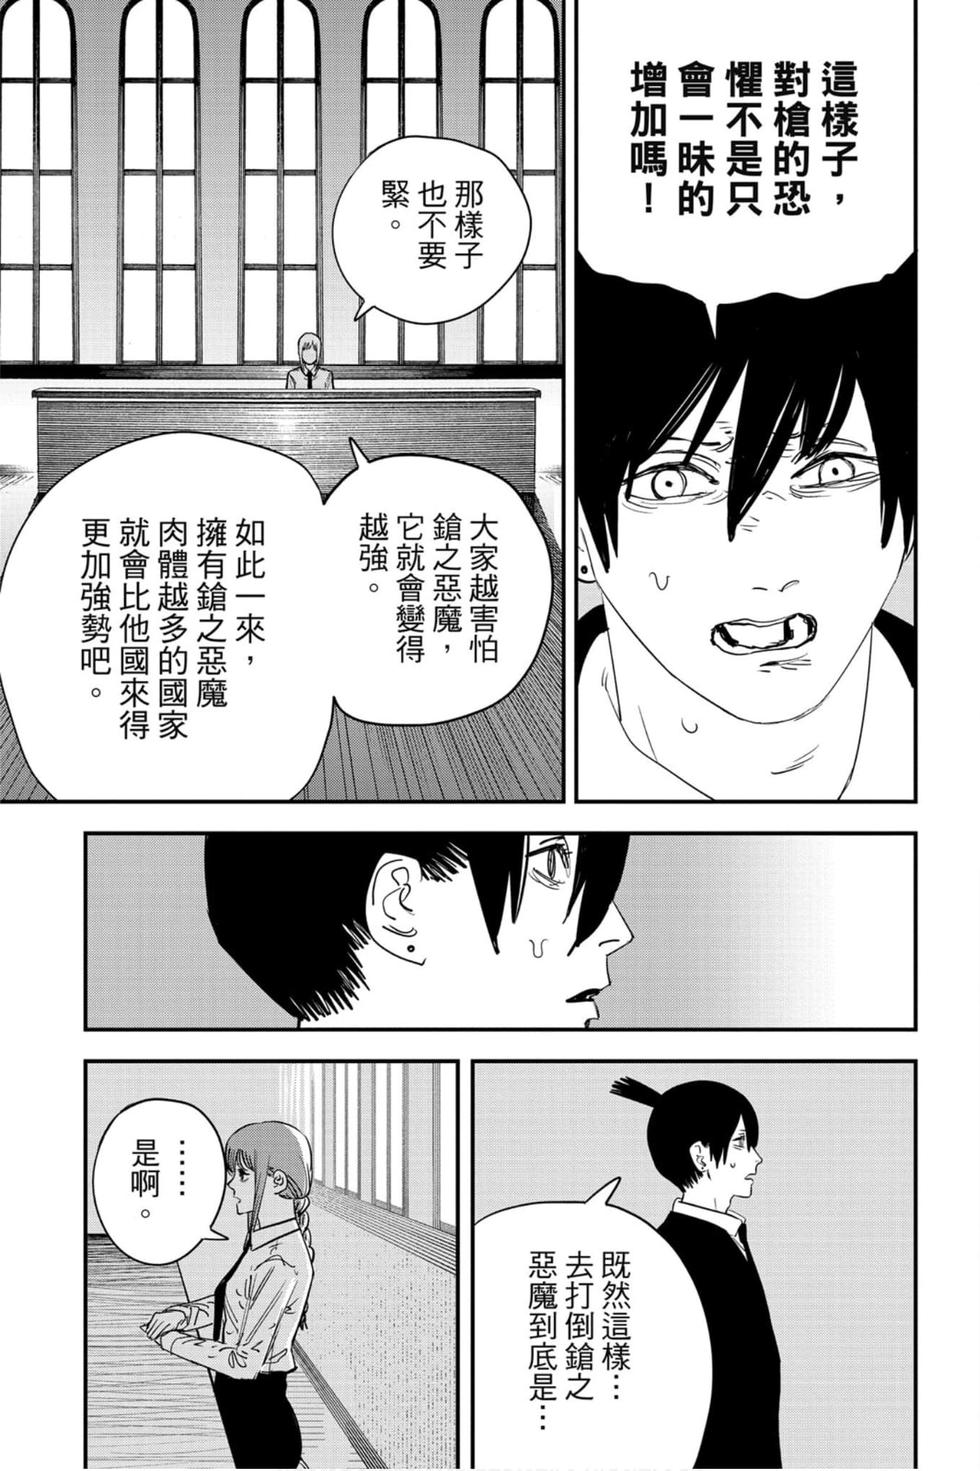 這樣子，
對槍的恐
懼不是只
會一昧的
增加嗎！
那樣子
也不要
緊。
大家越害怕
鎗之惡魔，
它就會變得
越強。
如此一來，
擁有鎗之惡魔
肉體越多的國家
就會比他國來得
更加強勢吧。
既然這樣…
去打倒鎗之
惡魔到底是…
……
是啊。